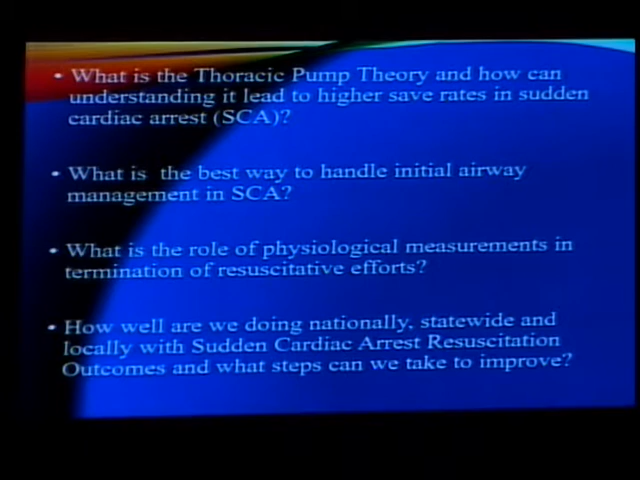 • What is the Thoracic Pump Theory and how can
understanding it lead to higher save rates in sudden
cardiac arrest (SCA)?
• What is the best way to handle initial airway
management in SCA?
• What is the role of physiological measurements in
termination of resuscitative efforts?
• How well are we doing nationally, statewide and
locally with Sudden Cardiac Arrest Resuscitation
Outcomes and what steps can we take to improve?